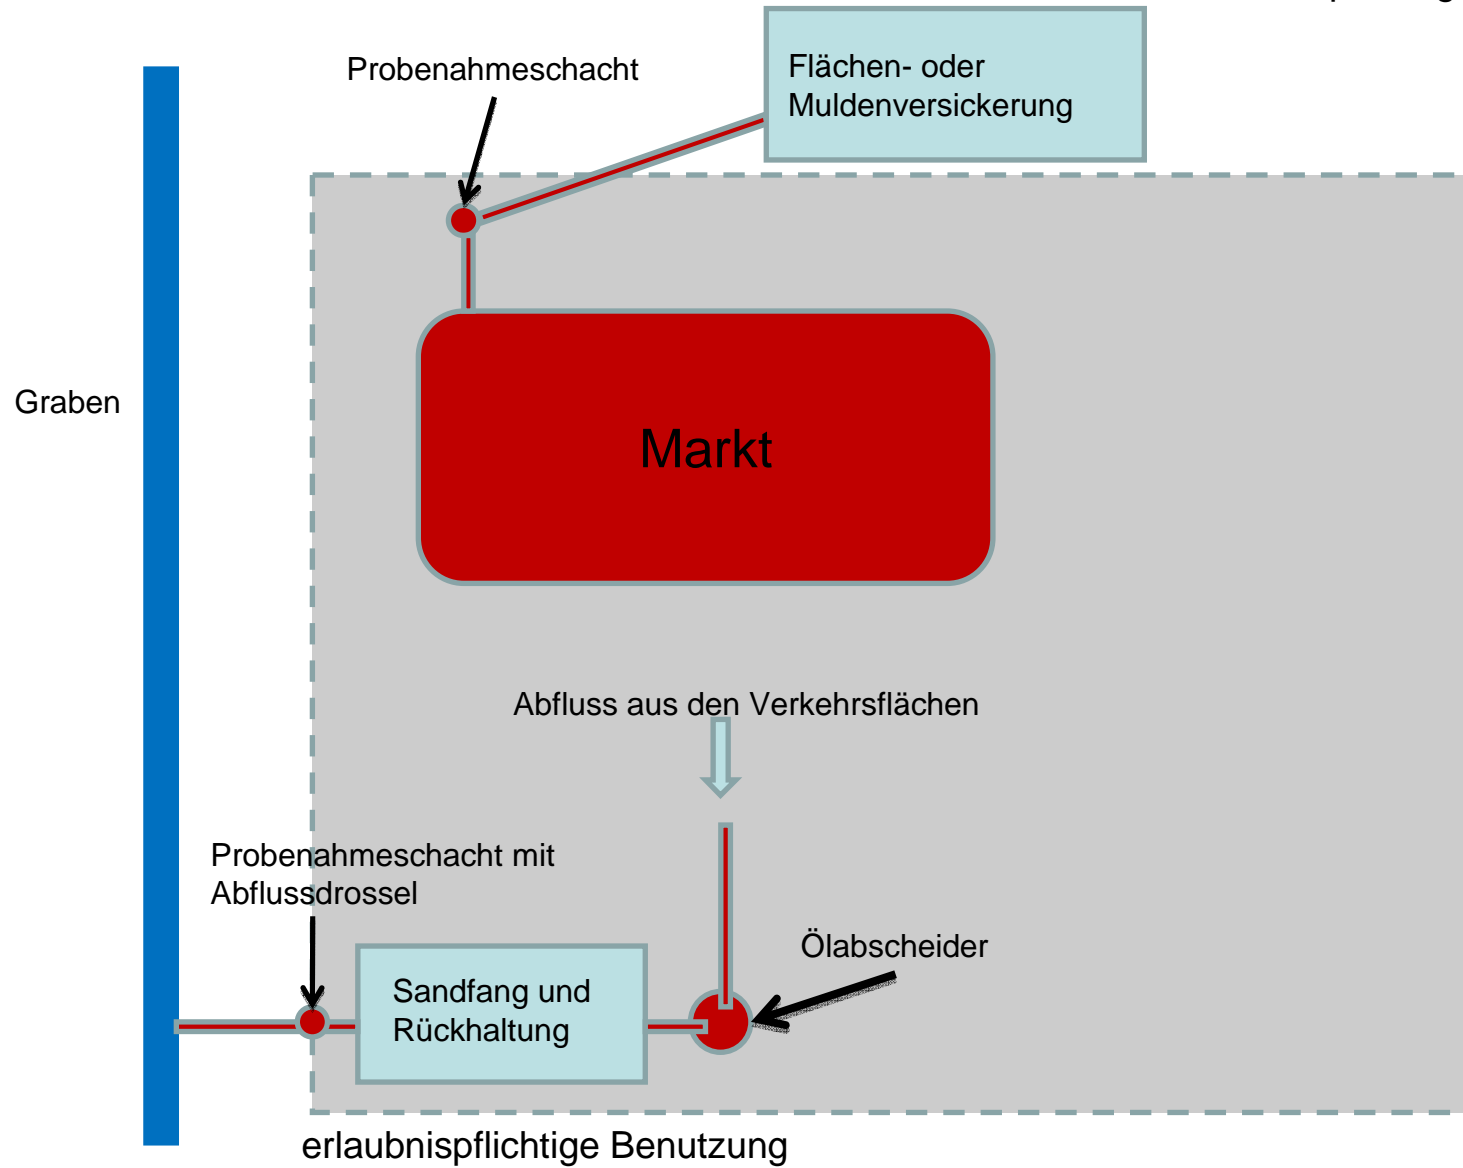 Probenahmeschacht
Flächen- oder
Muldenversickerung
Graben
Markt
Abfluss aus den Verkehrsflächen
Probenahmeschacht mit
Abflussdrossel
Ölabscheider
Sandfang und
Rückhaltung
erlaubnispflichtige Benutzung